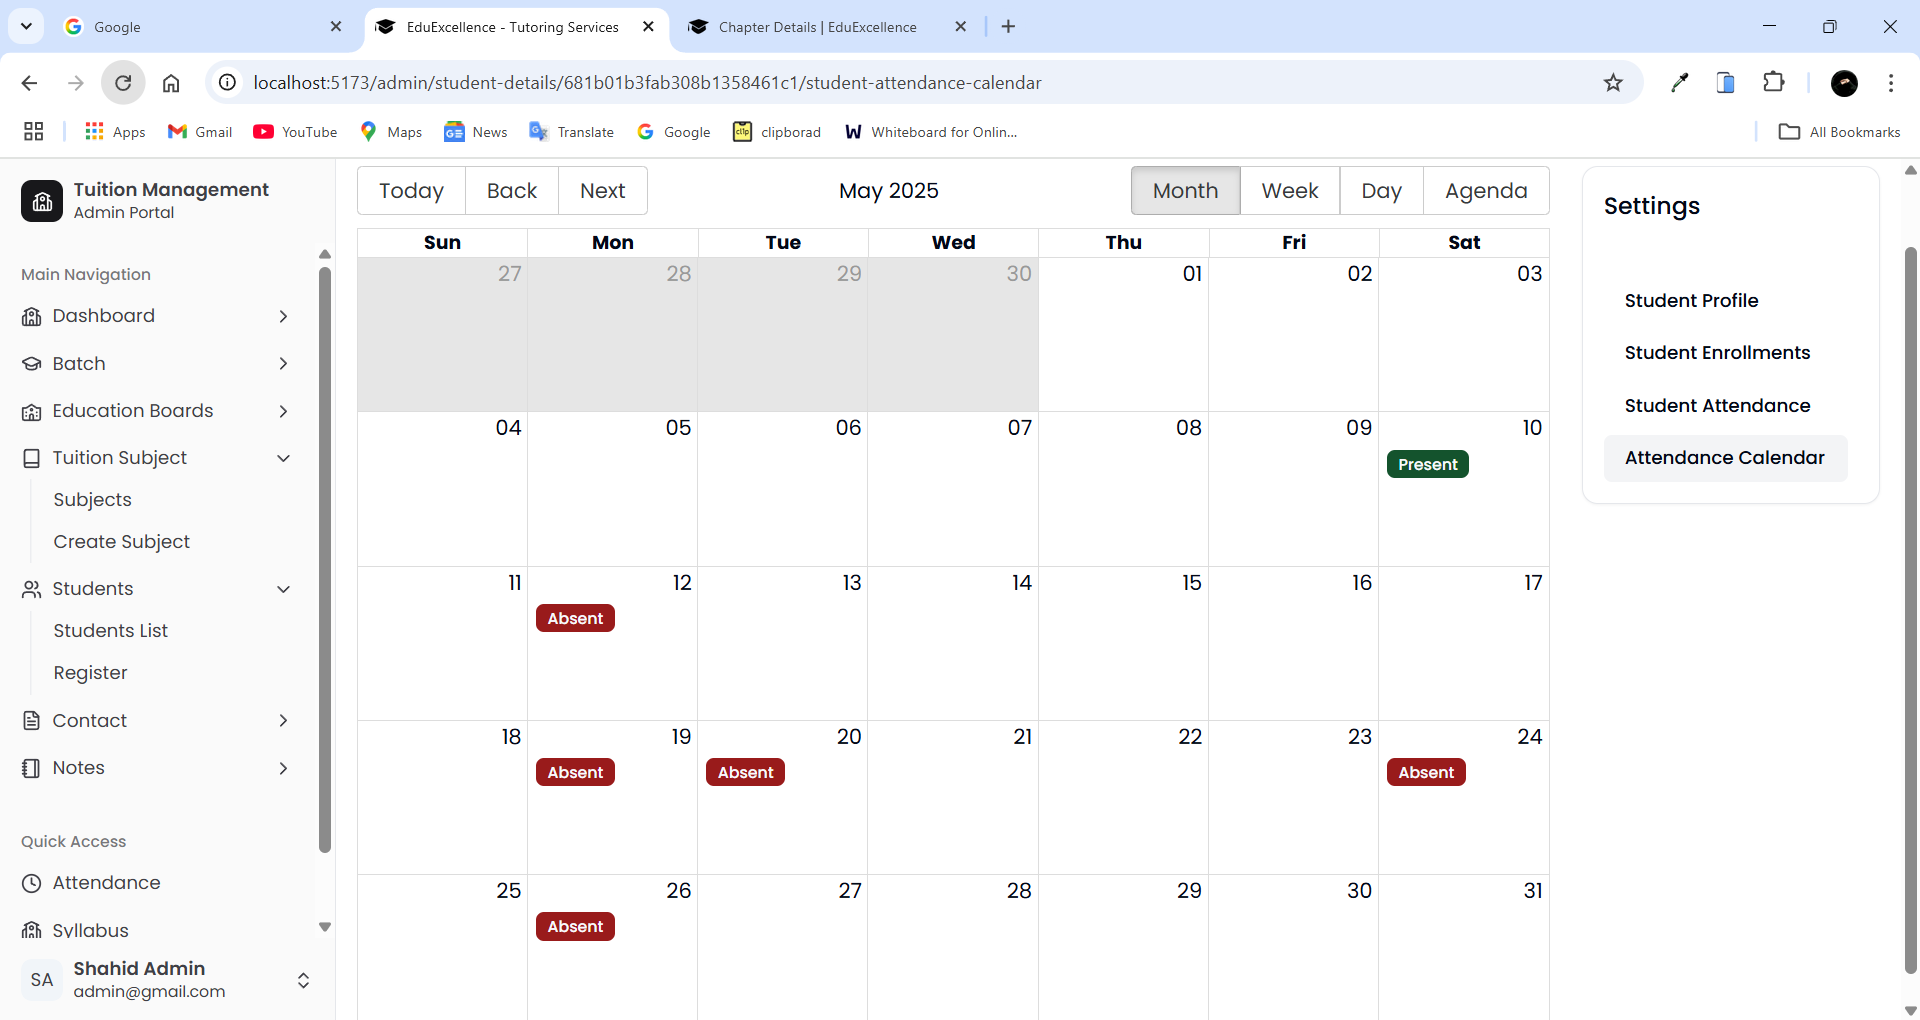 Google
EduExcellence - Tutoring Services
Chapter Details | EduExcellence
localhost:5173/admin/student-details/681b01b3fab308b1358461c1/student-attendance-calendar
Apps
Gmail
YouTube
Maps
News
Translate
Google
clipborad
Whiteboard for Onlin...
All Bookmarks
Tuition Management
Admin Portal
Main Navigation
Dashboard
Batch
Education Boards
Tuition Subject
Subjects
Create Subject
Students
Students List
Register
Contact
Notes
Quick Access
Attendance
Syllabus
SA
Shahid Admin
admin@gmail.com
Today Back Next
May 2025
Month Week Day Agenda
Sun Mon Tue Wed Thu Fri Sat
27 28 29 30 01 02 03
04 05 06 07 08 09 10
Present
11 12 13 14 15 16 17
Absent
18 19 20 21 22 23 24
Absent Absent Absent
25 26 27 28 29 30 31
Absent
Settings
Student Profile
Student Enrollments
Student Attendance
Attendance Calendar